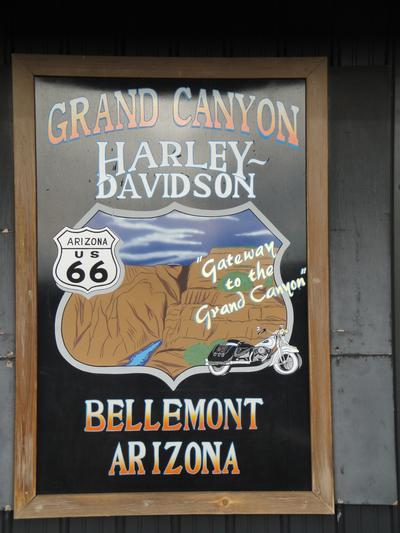 GRAND CANYON
HARLEY-
DAVIDSON
ARIZONA
US
66
"Gateway
to the
Grand Canyon"
BELLEMONT
ARIZONA